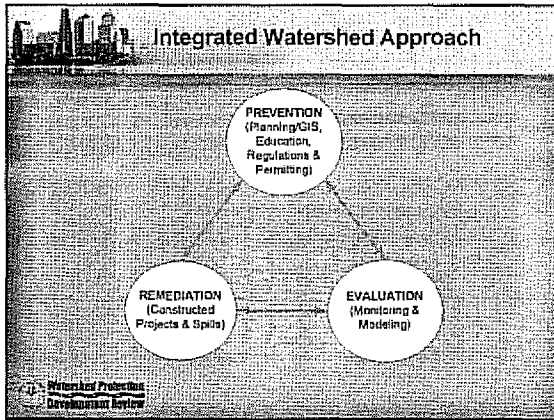 Integrated Watershed Approach
PREVENTION
(Planning/GIS,
Education,
Regulations &
Permitting)
REMEDIATION
(Constructed
Projects & Spills)
EVALUATION
(Monitoring &
Modeling)
Watershed Protection
Development Review